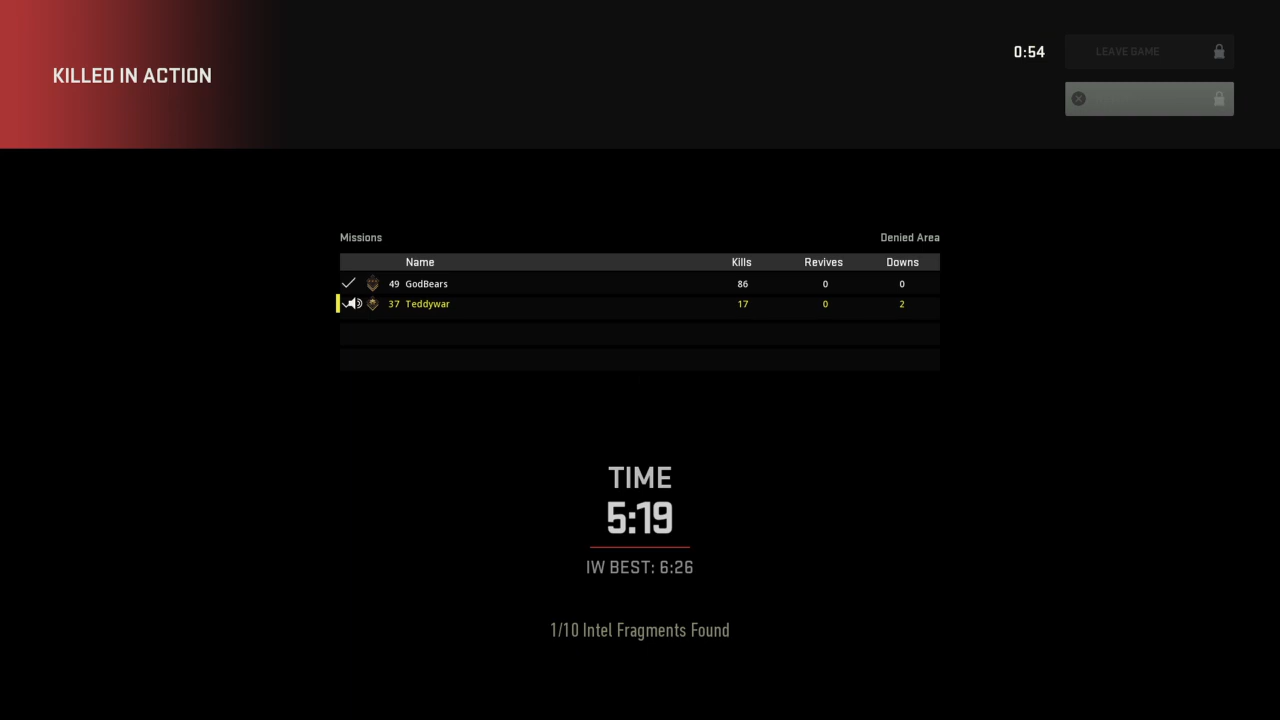 KILLED IN ACTION
0:54
LEAVE GAME
Missions Denied Area
Name Kills Revives Downs
49 GodBears 86 0 0
37 Teddywar 17 0 2
TIME
5:19
IW BEST: 6:26
1/10 Intel Fragments Found